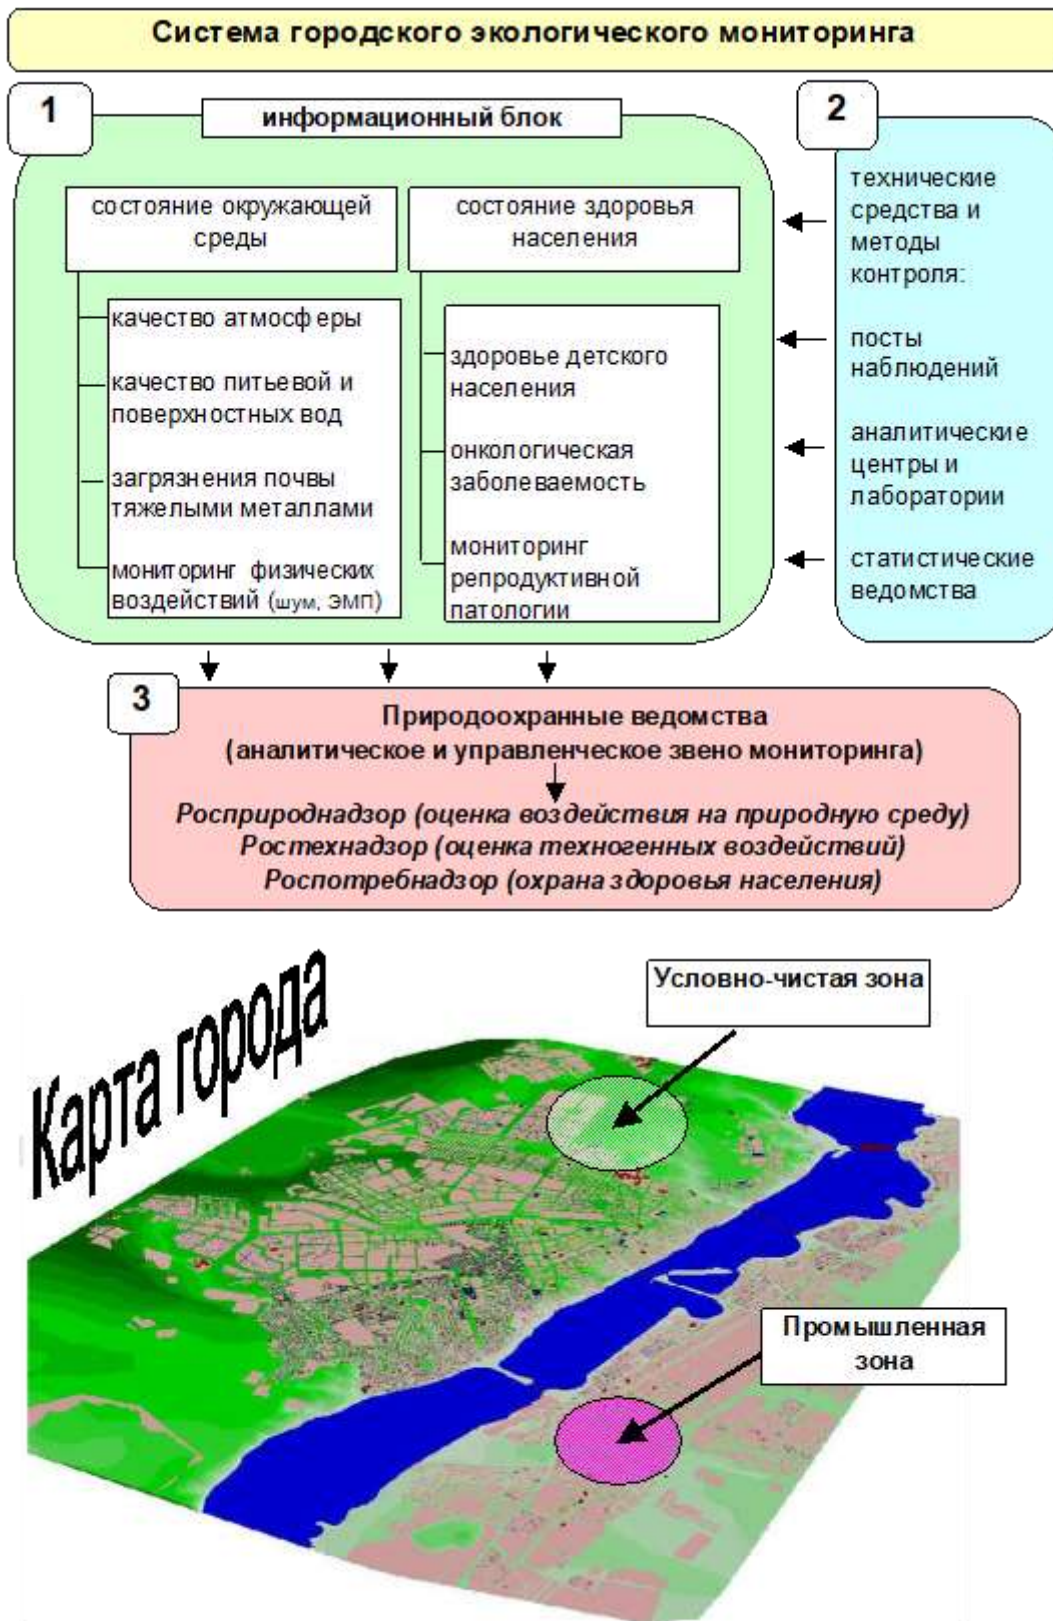 Система городского экологического мониторинга
1
информационный блок
состояние окружающей
среды
качество атмосферы
качество питьевой и
поверхностных вод
загрязнения почвы
тяжелыми металлами
мониторинг физических
воздействий (шум, ЭМП)
состояние здоровья
населения
здоровье детского
населения
онкологическая
заболеваемость
мониторинг
репродуктивной
патологии
2
технические
средства и
методы
контроля:
посты
наблюдений
аналитические
центры и
лаборатории
статистические
ведомства
3
Природоохранные ведомства
(аналитическое и управленческое звено мониторинга)
Росприроднадзор (оценка воздействия на природную среду)
Ростехнадзор (оценка техногенных воздействий)
Роспотребнадзор (охрана здоровья населения)
Карта города
Условно-чистая зона
Промышленная
зона